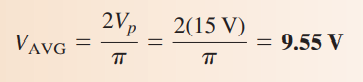 V_AVG = 2V_p / π = 2(15 V) / π = 9.55 V